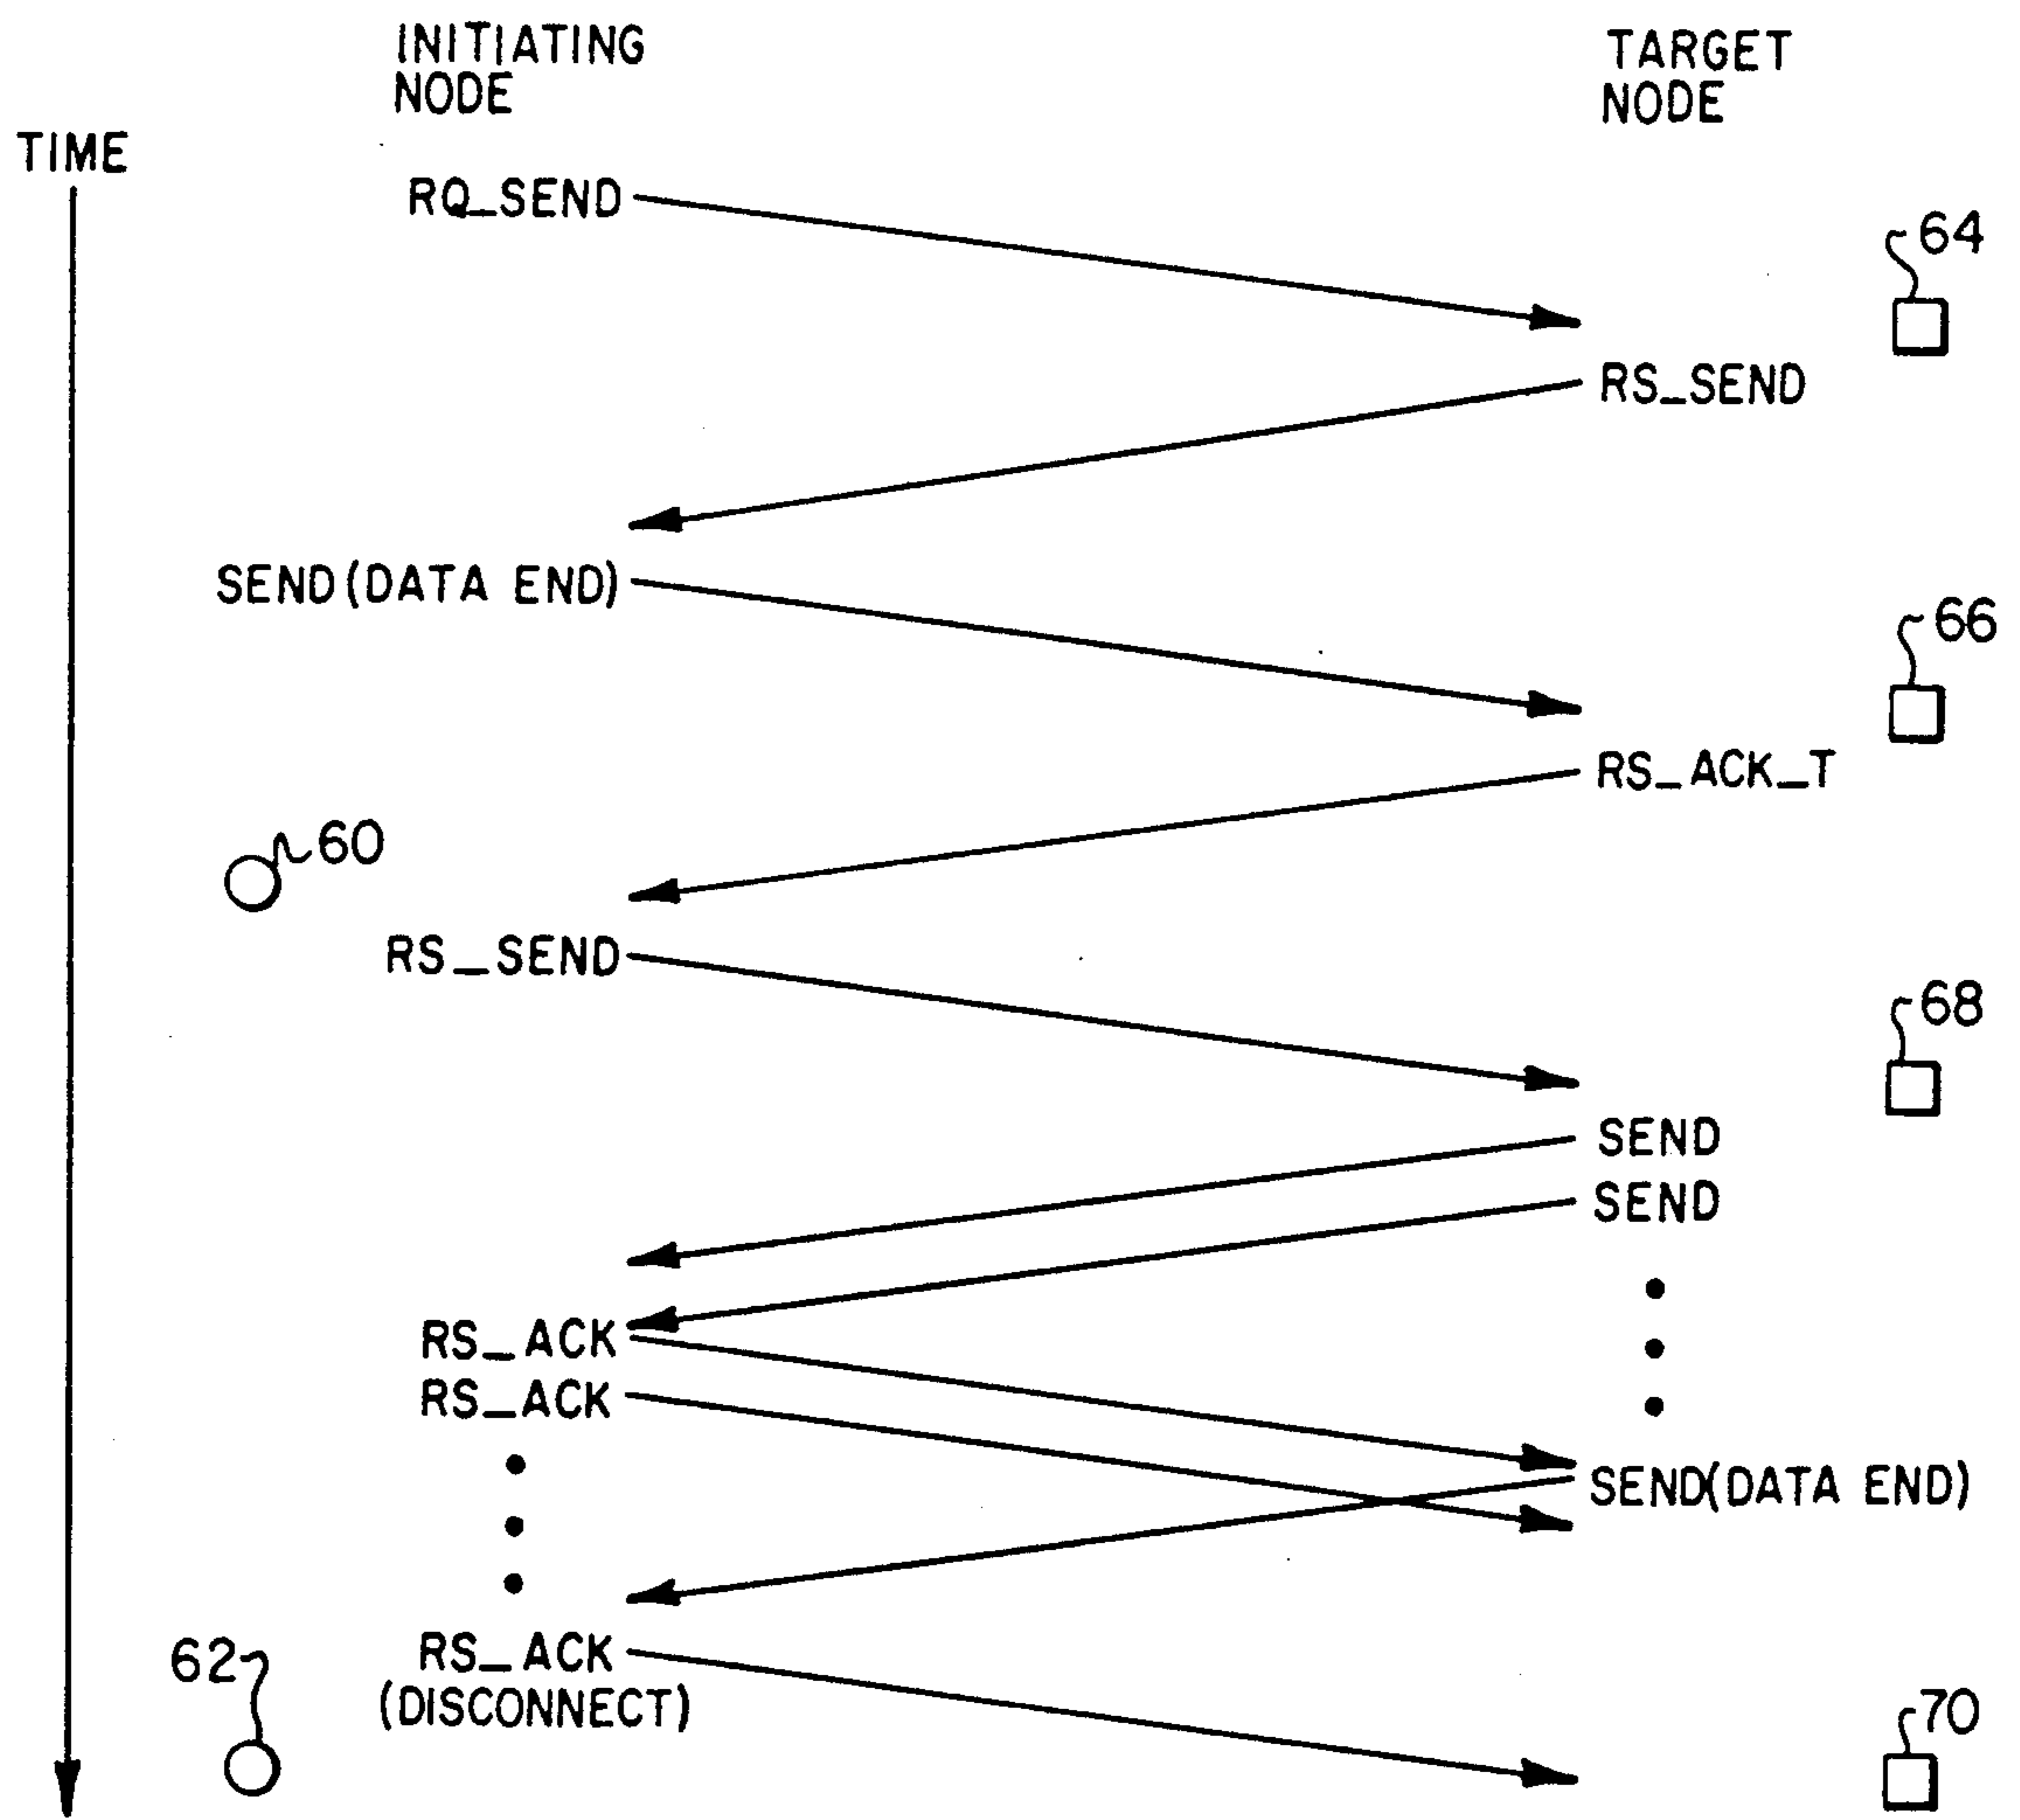 INITIATING
NODE
TARGET
NODE
TIME
RQ_SEND
64
RS_SEND
SEND(DATA END)
66
RS_ACK_T
60
RS_SEND
68
SEND
SEND
RS_ACK
RS_ACK
SEND(DATA END)
62
RS_ACK
(DISCONNECT)
70